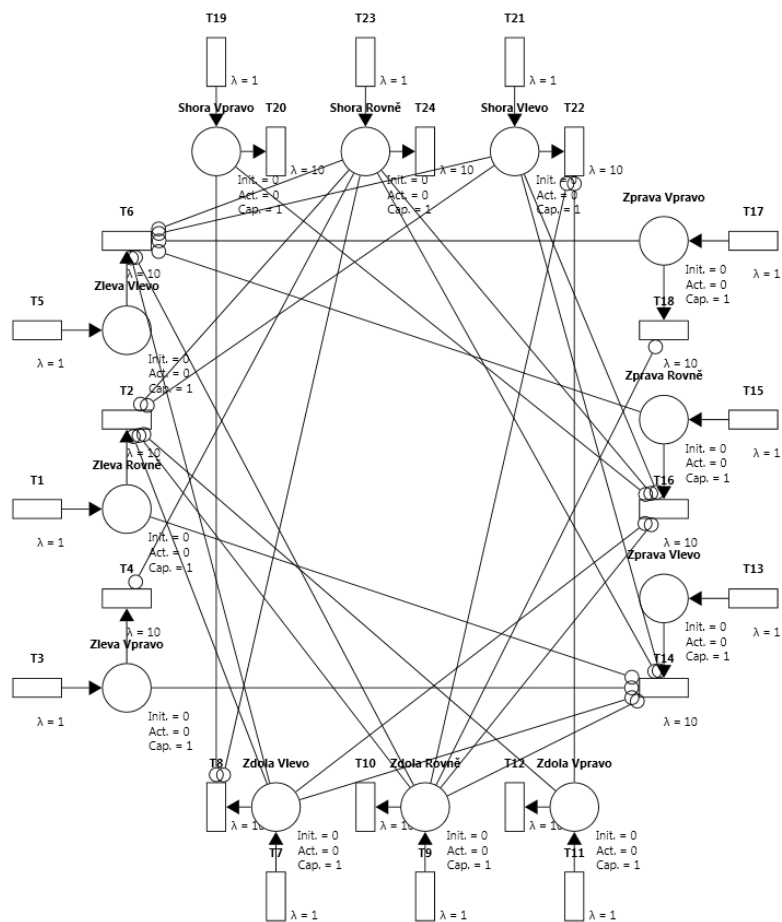 T19 T23 T21
λ = 1 λ = 1 λ = 1
Shora Vpravo T20 Shora Rovně T24 Shora Vlevo T22
λ = 10 λ = 10 λ = 10
Init. = 0 Init. = 0 Init. = 0
Act. = 0 Act. = 0 Act. = 0
Cap. = 1 Cap. = 1 Cap. = 1
Zprava Vpravo T17
T6
λ = 10
Init. = 0 λ = 1
Act. = 0
Cap. = 1
Zleva Vlevo
T5 T18
λ = 1
Init. = 0 λ = 10
Act. = 0
Cap. = 1
Zprava Rovně
T2 T15
λ = 10
Init. = 0 λ = 1
Act. = 0
Cap. = 1
Zleva Rovně
T1 T16
λ = 1
Init. = 0 λ = 10
Act. = 0
Cap. = 1
Zprava Vlevo
T4 T13
λ = 10
Init. = 0 λ = 1
Act. = 0
Cap. = 1
Zleva Vpravo
T3 T14
λ = 1
Init. = 0 λ = 10
Act. = 0
Cap. = 1
T8 Zdola Vlevo T10 Zdola Rovně T12 Zdola Vpravo
λ = 10 λ = 10 λ = 10
Init. = 0 Init. = 0 Init. = 0
T7 T9 T11
Act. = 0 Act. = 0 Act. = 0
Cap. = 1 Cap. = 1 Cap. = 1
λ = 1 λ = 1 λ = 1